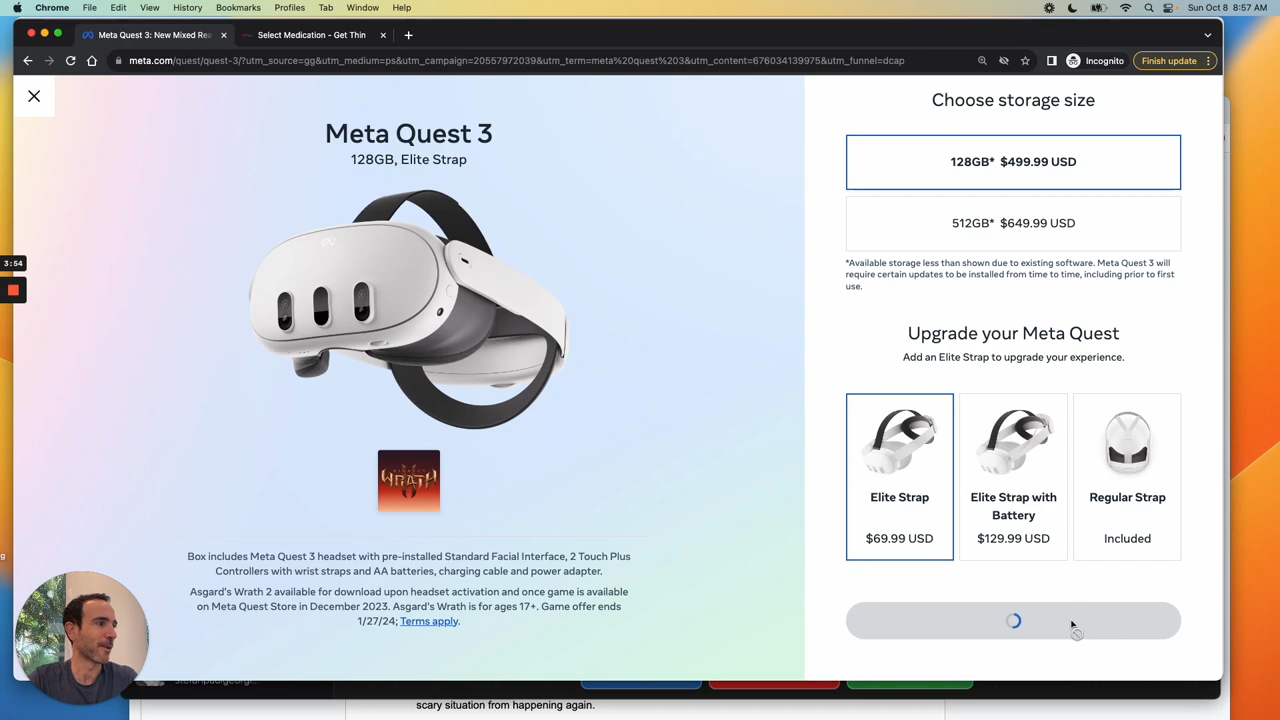 Chrome File Edit View History Bookmarks Profiles Tab Window Help Sun Oct 8 8:57 AM
Meta Quest 3: New Mixed Rea Select Medication - Get Thin
meta.com/quest/quest-3/?utm_source=gg&utm_medium=ps&utm_campaign=20557972039&utm_term=meta%20quest%203&utm_content=676034139975&utm_funnel=dcap Incognito Finish update
Meta Quest 3
128GB, Elite Strap
WRATH
Box includes Meta Quest 3 headset with pre-installed Standard Facial Interface, 2 Touch Plus
Controllers with wrist straps and AA batteries, charging cable and power adapter.
Asgard's Wrath 2 available for download upon headset activation and once game is available
on Meta Quest Store in December 2023. Asgard's Wrath is for ages 17+. Game offer ends
1/27/24; Terms apply.
Choose storage size
128GB* $499.99 USD
512GB* $649.99 USD
*Available storage less than shown due to existing software. Meta Quest 3 will
require certain updates to be installed from time to time, including prior to first
use.
Upgrade your Meta Quest
Add an Elite Strap to upgrade your experience.
Elite Strap
$69.99 USD
Elite Strap with
Battery
$129.99 USD
Regular Strap
Included
3:54
scary situation from happening again.